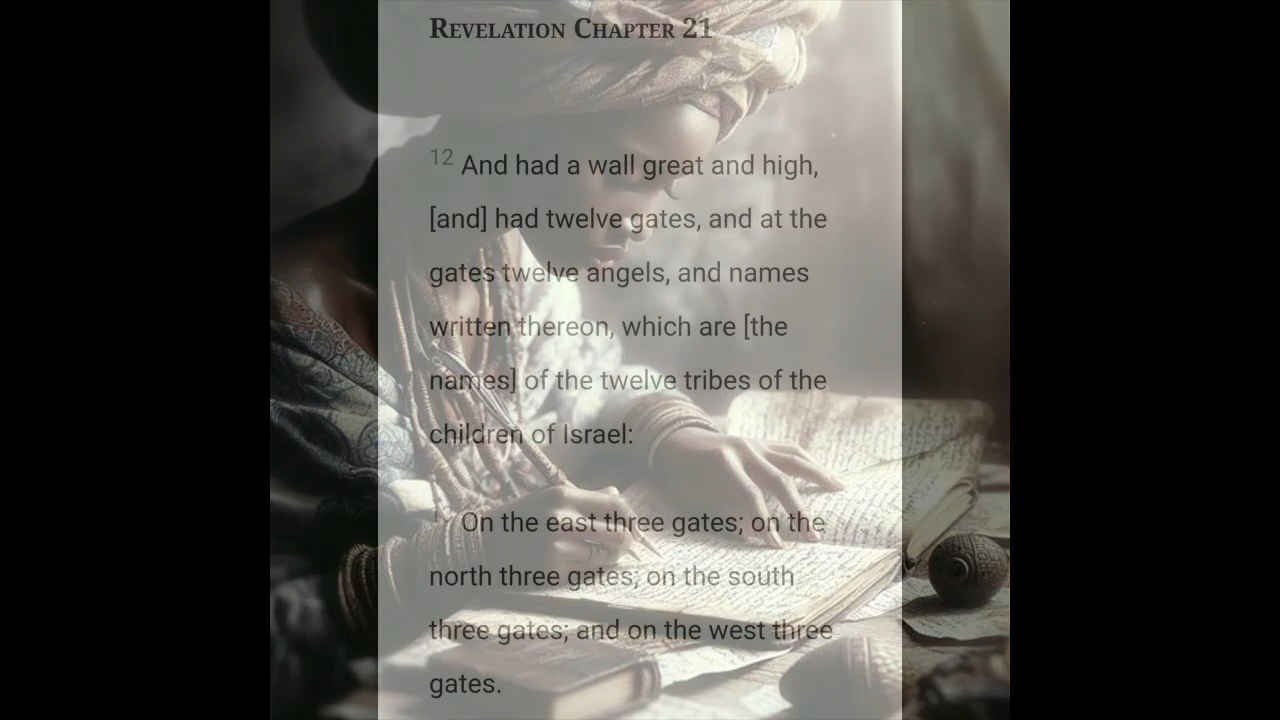 Revelation Chapter 21
12 And had a wall great and high,
[and] had twelve gates, and at the
gates twelve angels, and names
written thereon, which are [the
names] of the twelve tribes of the
children of Israel:
On the east three gates; on the
north three gates; on the south
three gates; and on the west three
gates.